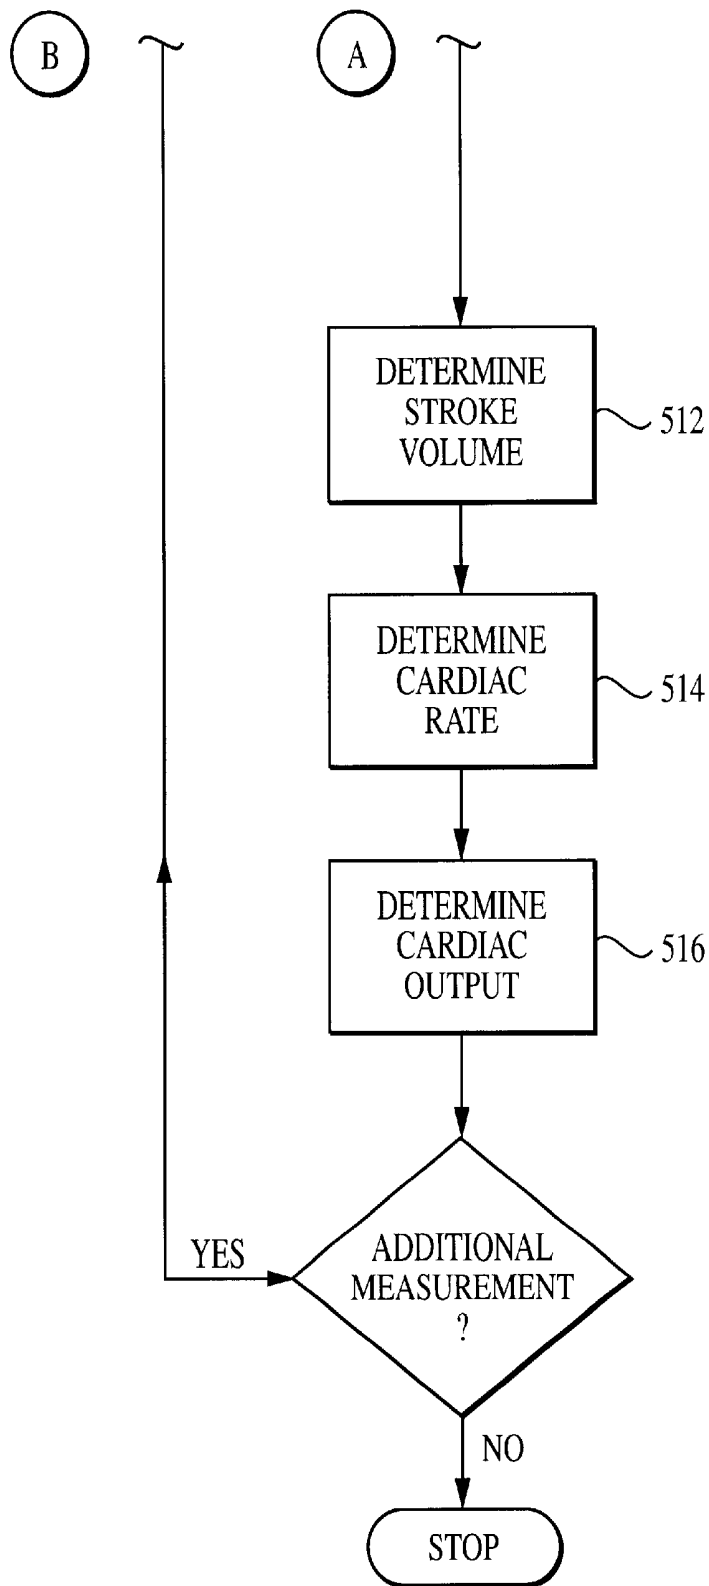 B
A
DETERMINE
STROKE
VOLUME
512
DETERMINE
CARDIAC
RATE
514
DETERMINE
CARDIAC
OUTPUT
516
YES
ADDITIONAL
MEASUREMENT
?
NO
STOP